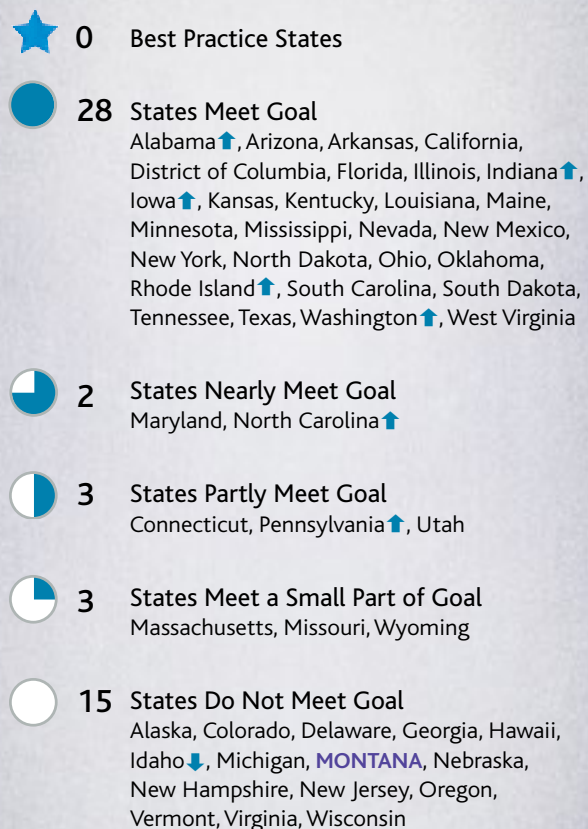 0 Best Practice States
28 States Meet Goal
Alabama⬆, Arizona, Arkansas, California,
District of Columbia, Florida, Illinois, Indiana⬆,
Iowa⬆, Kansas, Kentucky, Louisiana, Maine,
Minnesota, Mississippi, Nevada, New Mexico,
New York, North Dakota, Ohio, Oklahoma,
Rhode Island⬆, South Carolina, South Dakota,
Tennessee, Texas, Washington⬆, West Virginia
2 States Nearly Meet Goal
Maryland, North Carolina⬆
3 States Partly Meet Goal
Connecticut, Pennsylvania⬆, Utah
3 States Meet a Small Part of Goal
Massachusetts, Missouri, Wyoming
15 States Do Not Meet Goal
Alaska, Colorado, Delaware, Georgia, Hawaii,
Idaho⬇, Michigan, MONTANA, Nebraska,
New Hampshire, New Jersey, Oregon,
Vermont, Virginia, Wisconsin